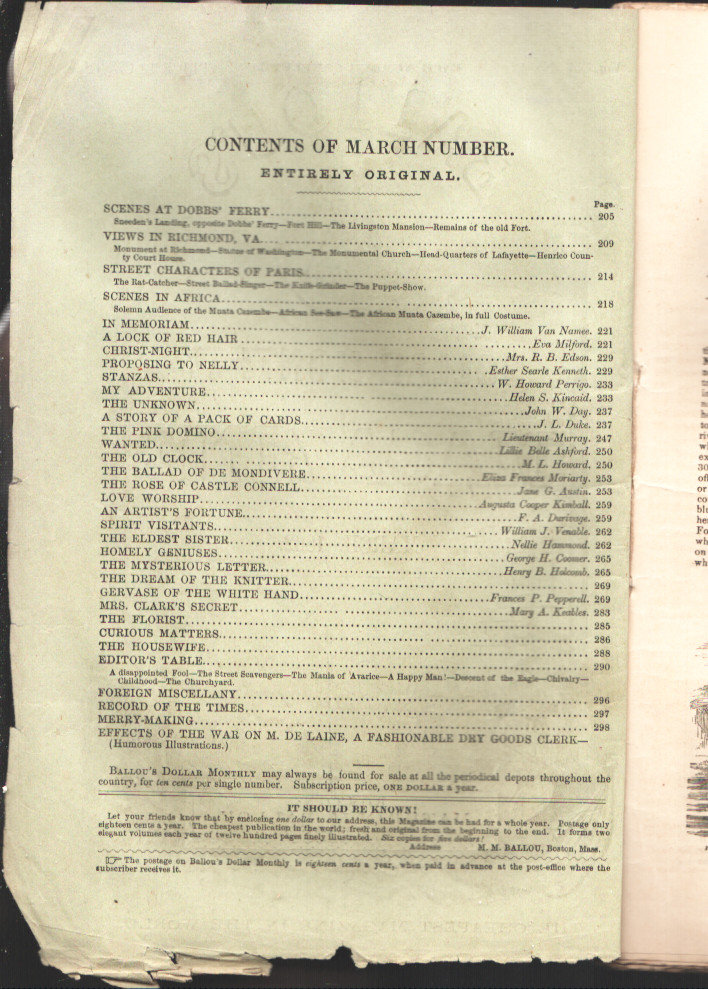 CONTENTS OF MARCH NUMBER.
ENTIRELY ORIGINAL.
Page.
SCENES AT DOBBS' FERRY........ 205
Sneeden's Landing, opposite Dobbs' Ferry—Fort Hill—The Livingston Mansion—Remains of the old Fort.
VIEWS IN RICHMOND, VA........ 209
Monument at Richmond—Statue of Washington—The Monumental Church—Head-Quarters of Lafayette—Henrico Coun-
ty Court House.
STREET CHARACTERS OF PARIS........ 214
The Rat-Catcher—Street Ballad-Singer—The Knife-Grinder—The Puppet-Show.
SCENES IN AFRICA........ 218
Solemn Audience of the Muata Cazembe—African See-Saw—The African Muata Cazembe, in full Costume.
IN MEMORIAM........ J. William Van Namee. 221
A LOCK OF RED HAIR........ Eva Milford. 221
CHRIST-NIGHT........ Mrs. R. B. Edson. 229
PROPOSING TO NELLY........ Esther Searle Kenneth. 229
STANZAS........ W. Howard Perrigo. 233
MY ADVENTURE........ Helen S. Kincaid. 233
THE UNKNOWN........ John W. Day. 237
A STORY OF A PACK OF CARDS........ J. L. Duke. 237
THE PINK DOMINO........ Lieutenant Murray. 247
WANTED........ Lillie Belle Ashford. 250
THE OLD CLOCK........ M. L. Howard. 250
THE BALLAD OF DE MONDIVERE........ Eliza Frances Moriarty. 253
THE ROSE OF CASTLE CONNELL........ Jane G. Austin. 253
LOVE WORSHIP........ Augusta Cooper Kimball. 259
AN ARTIST'S FORTUNE........ F. A. Durivage. 259
SPIRIT VISITANTS........ William J. Venable. 262
THE ELDEST SISTER........ Nellie Hammond. 262
HOMELY GENIUSES........ George H. Coomer. 265
THE MYSTERIOUS LETTER........ Henry B. Holcomb. 265
THE DREAM OF THE KNITTER........ 269
GERVASE OF THE WHITE HAND........ Frances P. Pepperell. 269
MRS. CLARK'S SECRET........ Mary A. Keables. 283
THE FLORIST........ 285
CURIOUS MATTERS........ 286
THE HOUSEWIFE........ 288
EDITOR'S TABLE........ 290
A disappointed Fool—The Street Scavengers—The Mania of Avarice—A Happy Man!—Descent of the Eagle—Chivalry—
Childhood—The Churchyard.
FOREIGN MISCELLANY........ 296
RECORD OF THE TIMES........ 297
MERRY-MAKING........ 298
EFFECTS OF THE WAR ON M. DE LAINE, A FASHIONABLE DRY GOODS CLERK—
(Humorous Illustrations.)
BALLOU'S DOLLAR MONTHLY may always be found for sale at all the periodical depots throughout the
country, for ten cents per single number. Subscription price, ONE DOLLAR a year.
IT SHOULD BE KNOWN!
Let your friends know that by enclosing one dollar to our address, this Magazine can be had for a whole year. Postage only
eighteen cents a year. The cheapest publication in the world; fresh and original from the beginning to the end. It forms two
elegant volumes each year of twelve hundred pages finely illustrated. Six copies for five dollars!
Address M. M. BALLOU, Boston, Mass.
☞ The postage on Ballou's Dollar Monthly is eighteen cents a year, when paid in advance at the post-office where the
subscriber receives it.